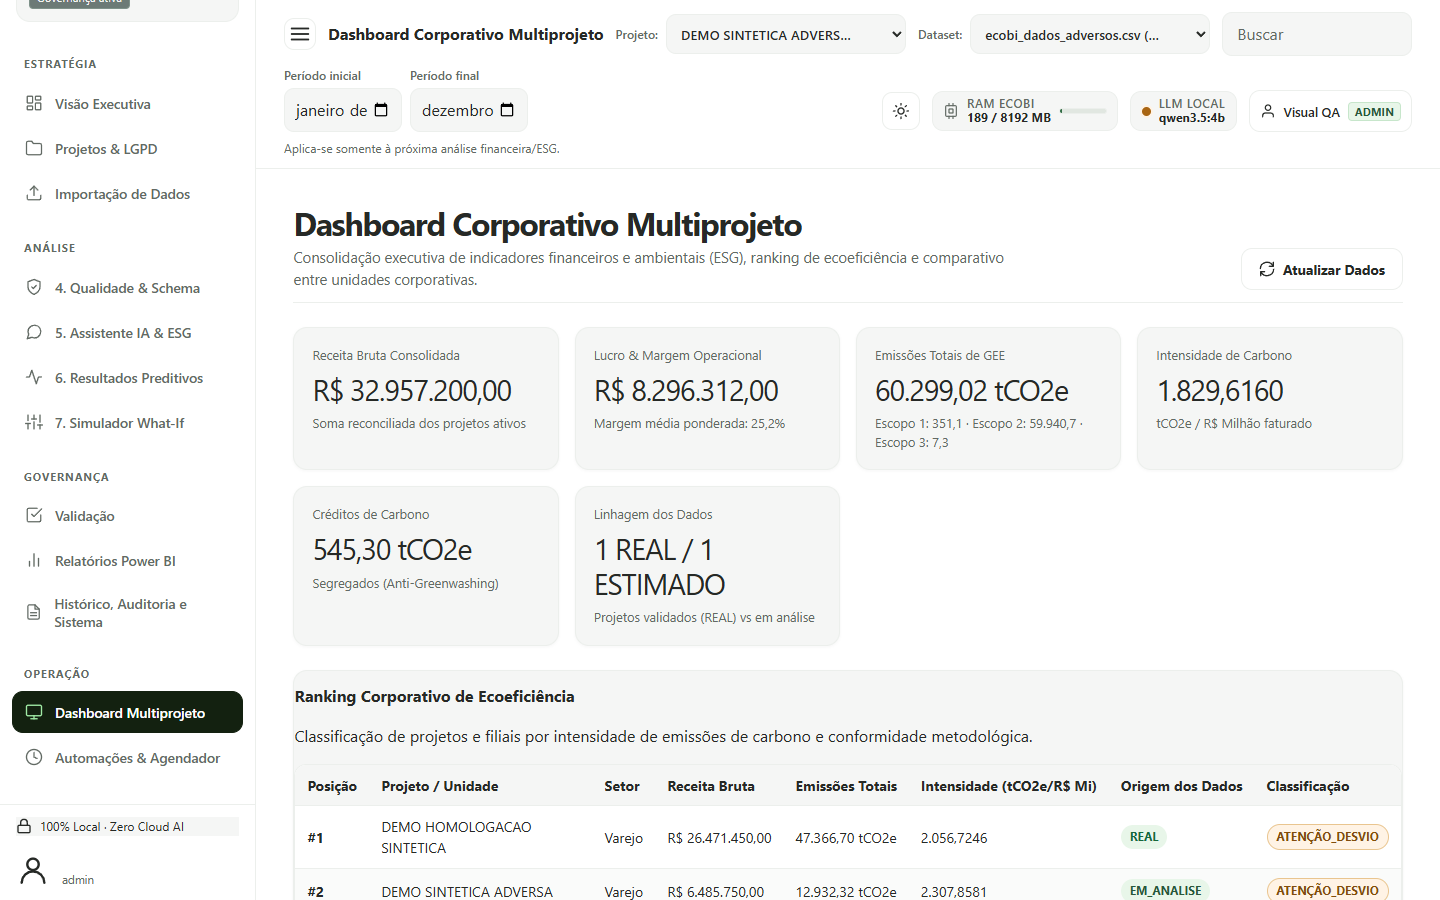 Governança ativa
ESTRATÉGIA
Visão Executiva
Projetos & LGPD
Importação de Dados
ANÁLISE
4. Qualidade & Schema
5. Assistente IA & ESG
6. Resultados Preditivos
7. Simulador What-If
GOVERNANÇA
Validação
Relatórios Power BI
Histórico, Auditoria e
Sistema
OPERAÇÃO
Dashboard Multiprojeto
Automações & Agendador
100% Local · Zero Cloud AI
admin
Dashboard Corporativo Multiprojeto
Projeto:
DEMO SINTETICA ADVERS...
Dataset:
ecobi_dados_adversos.csv (...
Buscar
Período inicial
Período final
janeiro de
dezembro
Aplica-se somente à próxima análise financeira/ESG.
RAM ECOBI
189 / 8192 MB
LLM LOCAL
qwen3.5:4b
Visual QA
ADMIN
Dashboard Corporativo Multiprojeto
Consolidação executiva de indicadores financeiros e ambientais (ESG), ranking de ecoeficiência e comparativo
entre unidades corporativas.
Atualizar Dados
Receita Bruta Consolidada
R$ 32.957.200,00
Soma reconciliada dos projetos ativos
Lucro & Margem Operacional
R$ 8.296.312,00
Margem média ponderada: 25,2%
Emissões Totais de GEE
60.299,02 tCO2e
Escopo 1: 351,1 · Escopo 2: 59.940,7 ·
Escopo 3: 7,3
Intensidade de Carbono
1.829,6160
tCO2e / R$ Milhão faturado
Créditos de Carbono
545,30 tCO2e
Segregados (Anti-Greenwashing)
Linhagem dos Dados
1 REAL / 1
ESTIMADO
Projetos validados (REAL) vs em análise
Ranking Corporativo de Ecoeficiência
Classificação de projetos e filiais por intensidade de emissões de carbono e conformidade metodológica.
Posição Projeto / Unidade Setor Receita Bruta Emissões Totais Intensidade (tCO2e/R$ Mi) Origem dos Dados Classificação
#1 DEMO HOMOLOGACAO SINTETICA Varejo R$ 26.471.450,00 47.366,70 tCO2e 2.056,7246 REAL ATENÇÃO_DESVIO
#2 DEMO SINTETICA ADVERSA Varejo R$ 6.485.750,00 12.932,32 tCO2e 2.307,8581 EM_ANALISE ATENÇÃO_DESVIO